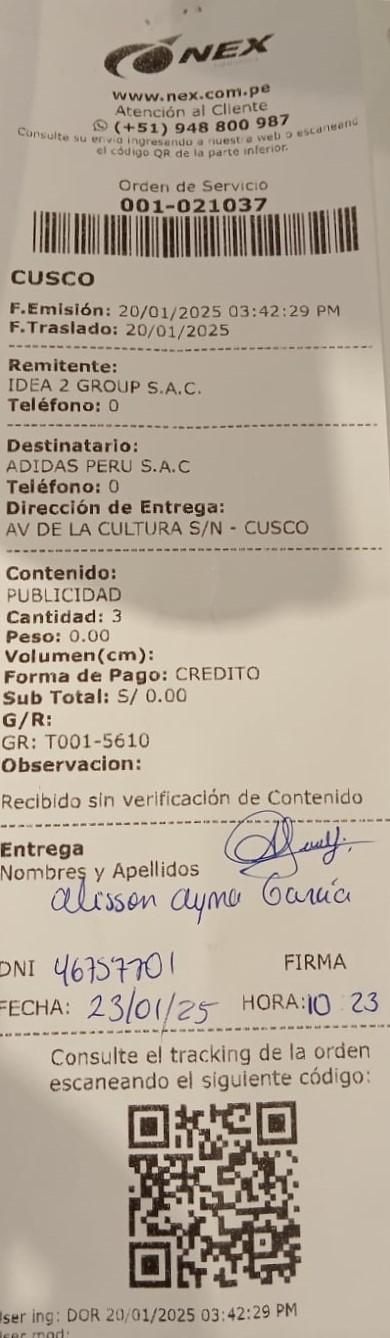 NEX
www.nex.com.pe
Atención al Cliente
(+51) 948 800 987
Consulte su envío ingresando a nuestra web o escaneand
el código QR de la parte inferior.
Orden de Servicio
001-021037
CUSCO
F.Emisión: 20/01/2025 03:42:29 PM
F.Traslado: 20/01/2025
Remitente:
IDEA 2 GROUP S.A.C.
Teléfono: 0
Destinatario:
ADIDAS PERU S.A.C
Teléfono: 0
Dirección de Entrega:
AV DE LA CULTURA S/N - CUSCO
Contenido:
PUBLICIDAD
Cantidad: 3
Peso: 0.00
Volumen(cm):
Forma de Pago: CREDITO
Sub Total: S/ 0.00
G/R:
GR: T001-5610
Observacion:
Recibido sin verificación de Contenido
Entrega
Nombres y Apellidos
Alisson Ayma García
DNI 46757701 FIRMA
FECHA: 23/01/25 HORA: 10 23
Consulte el tracking de la orden
escaneando el siguiente código:
ser ing: DOR 20/01/2025 03:42:29 PM